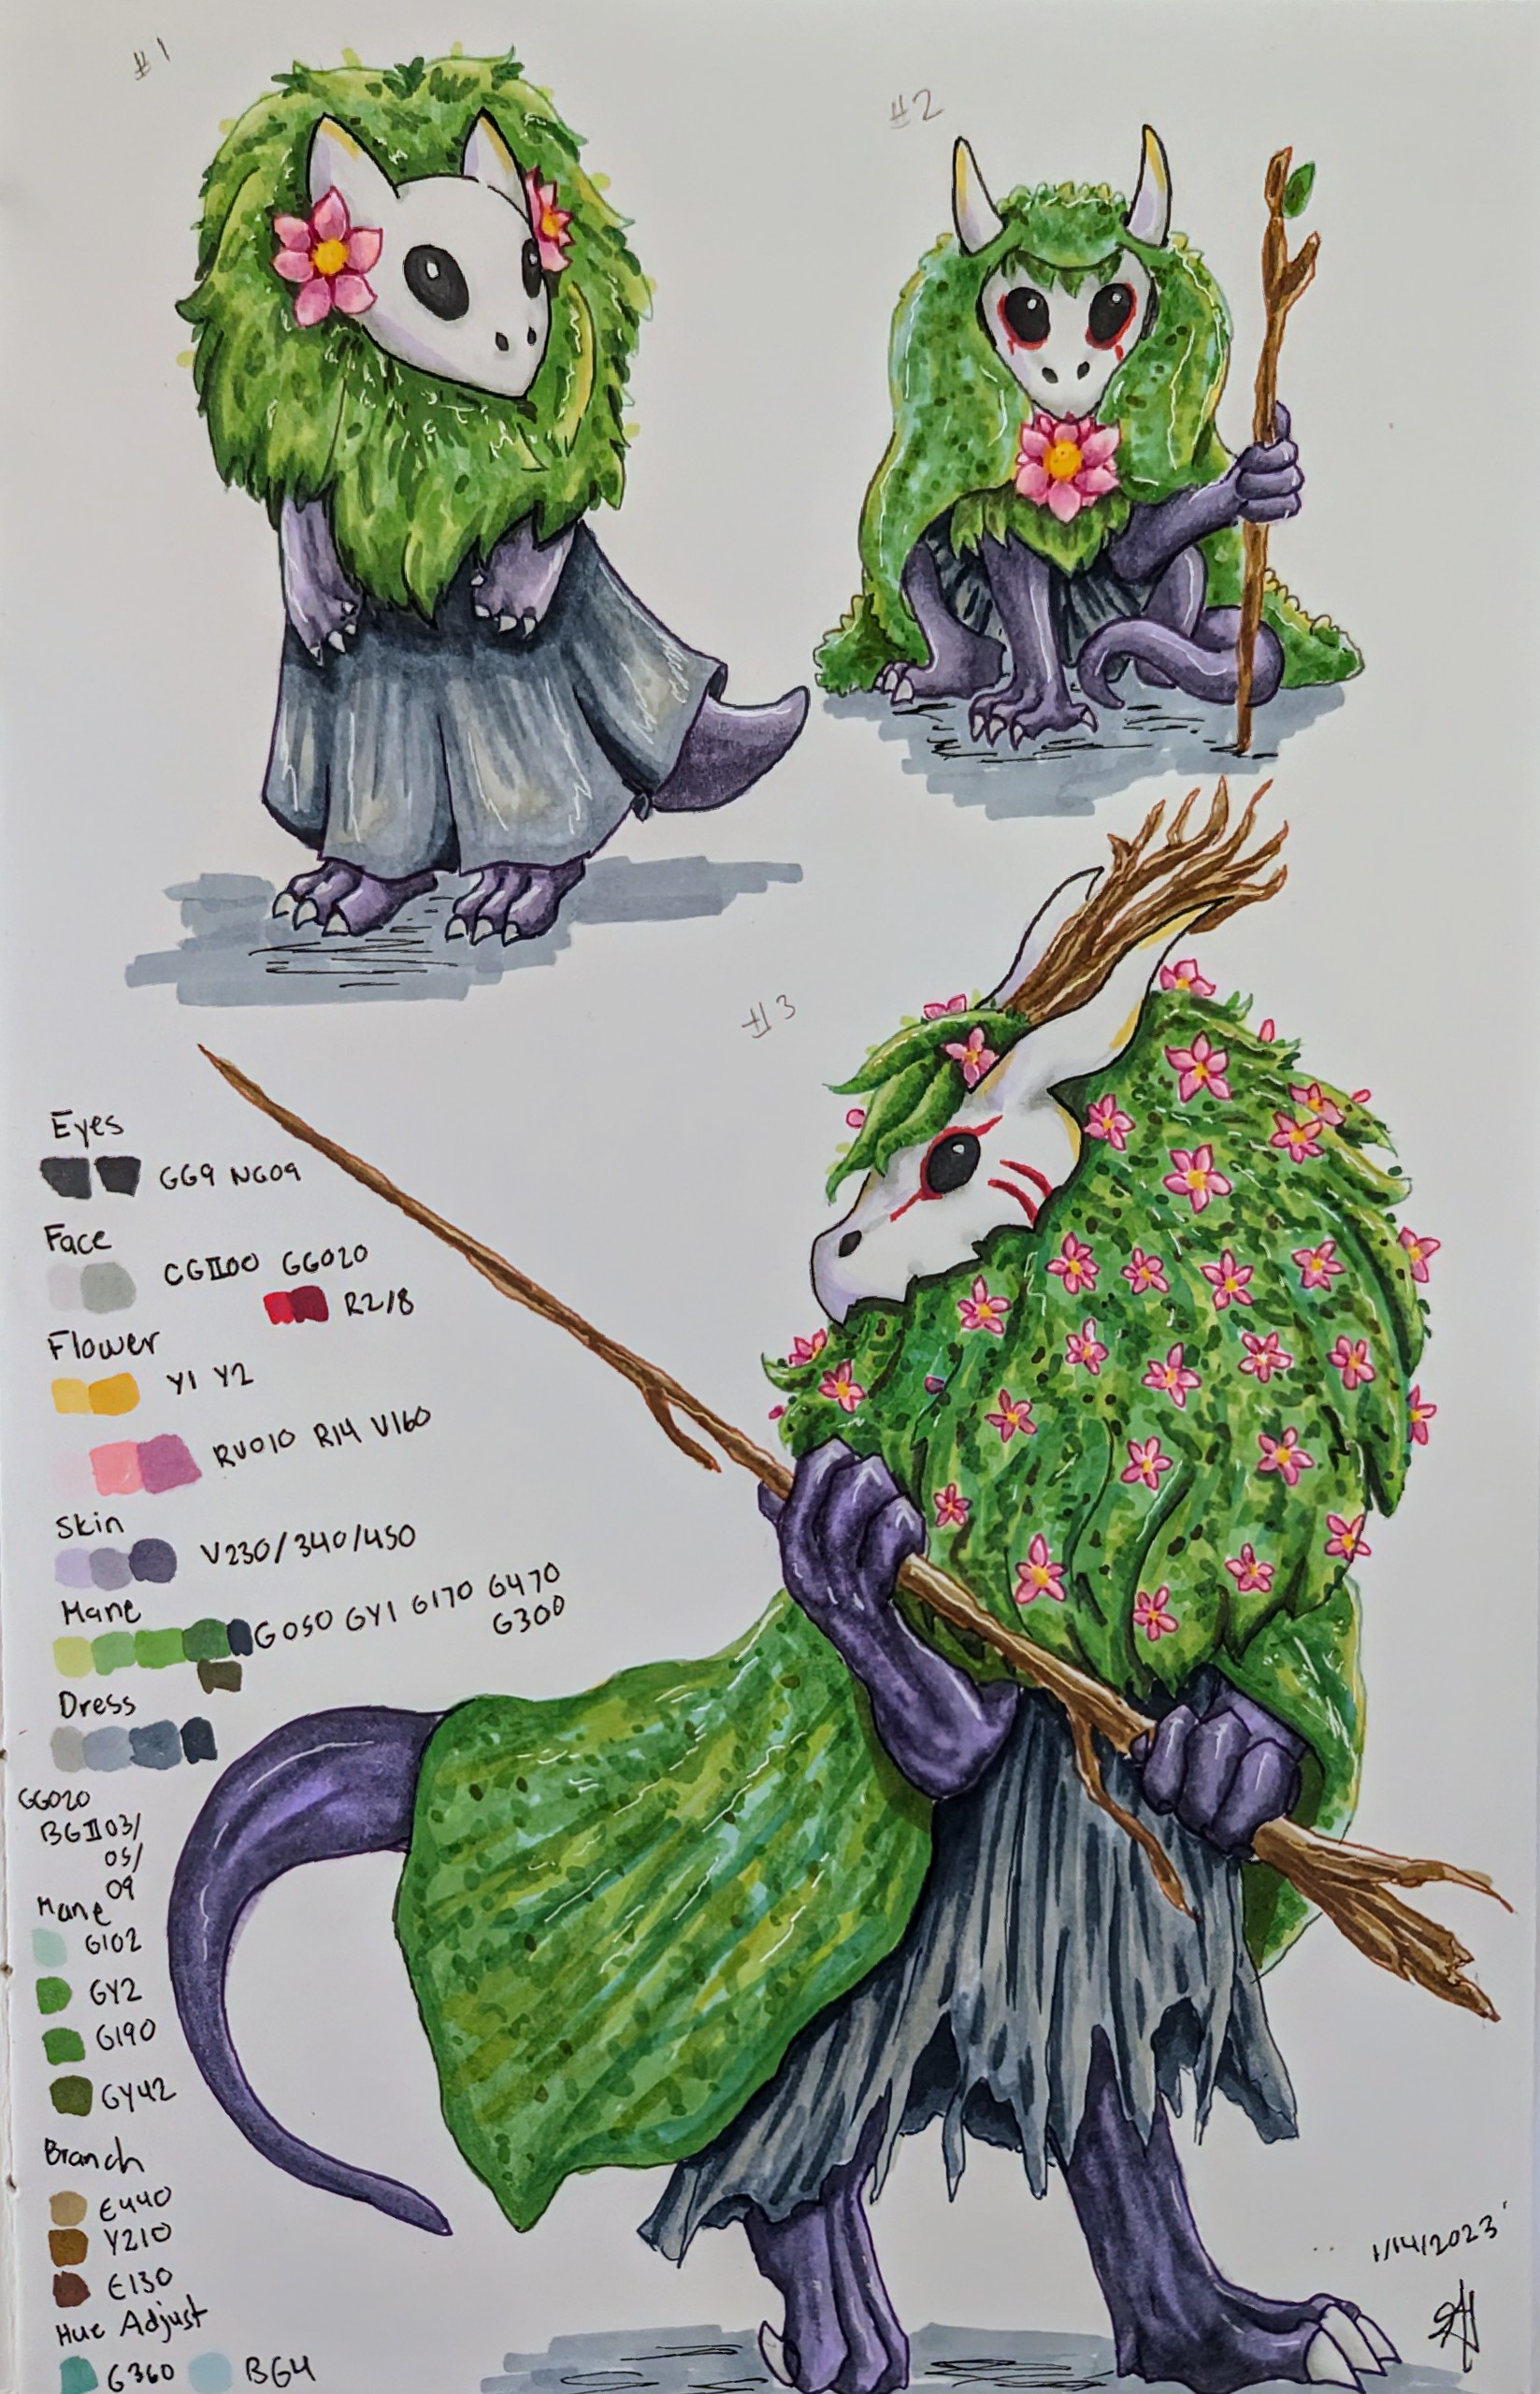 #1
#2
#3
Eyes
GG9 NG09
Face
CGII00 GG020
R2/8
Flower
Y1 Y2
RV010 R14 V160
Skin
V230/340/450
Mane
G050 GY1 G170 G470
G300
Dress
GG020
BGII03/
05/
09
Mane
G102
GY2
G190
GY42
Branch
E440
Y210
E130
Hue Adjust
G360 BG4
1/14/2023